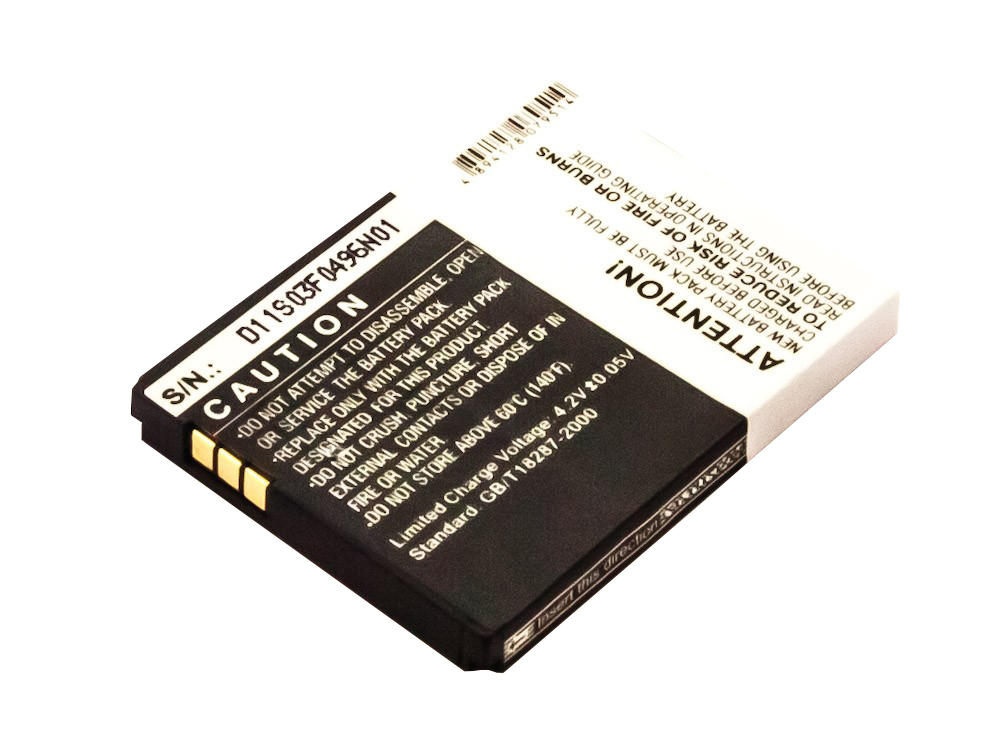 S/N.: D11S03F0496N01
CAUTION
·DO NOT ATTEMPT TO DISASSEMBLE, OPEN
OR SERVICE THE BATTERY PACK.
·REPLACE ONLY WITH THE BATTERY PACK
DESIGNATED FOR THIS PRODUCT.
·DO NOT CRUSH, PUNCTURE, SHORT
EXTERNAL CONTACTS OR DISPOSE OF IN
FIRE OR WATER
·DO NOT STORE ABOVE 60°C (140°F).
Limited Charge Voltage 4.2V±0.05V
Standard GB/T18287-2000
ATTENTION!
NEW BATTERY PACK MUST BE FULLY
CHARGED BEFORE USE
TO REDUCE RISK OF FIRE OR BURNS
READ INSTRUCTIONS IN OPERATING GUIDE
BEFORE USING THE BATTERY
4894128079514
Insert this direction